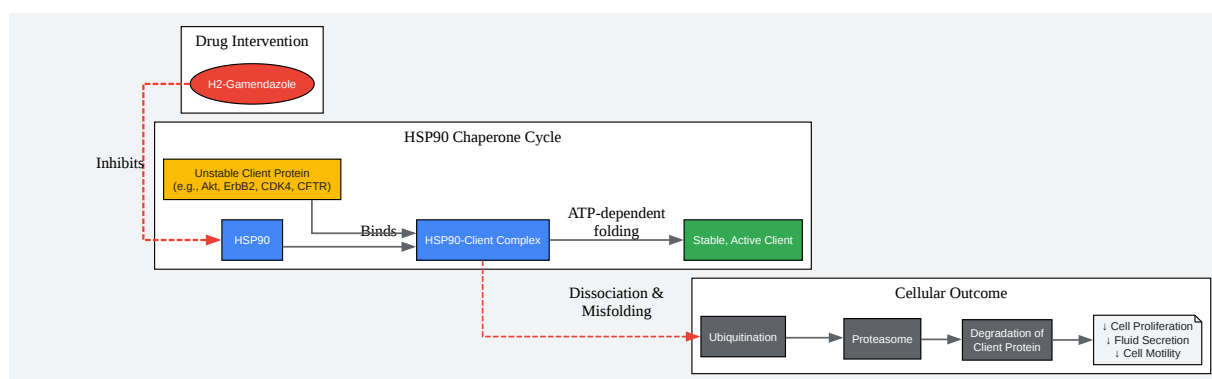 Drug Intervention
H2-Gamendazole
HSP90 Chaperone Cycle
Inhibits
Unstable Client Protein
(e.g., Akt, ErbB2, CDK4, CFTR)
Binds
HSP90
HSP90-Client Complex
ATP-dependent
folding
Stable, Active Client
Dissociation &
Misfolding
Cellular Outcome
Ubiquitination
Proteasome
Degradation of
Client Protein
↓ Cell Proliferation
↓ Fluid Secretion
↓ Cell Motility